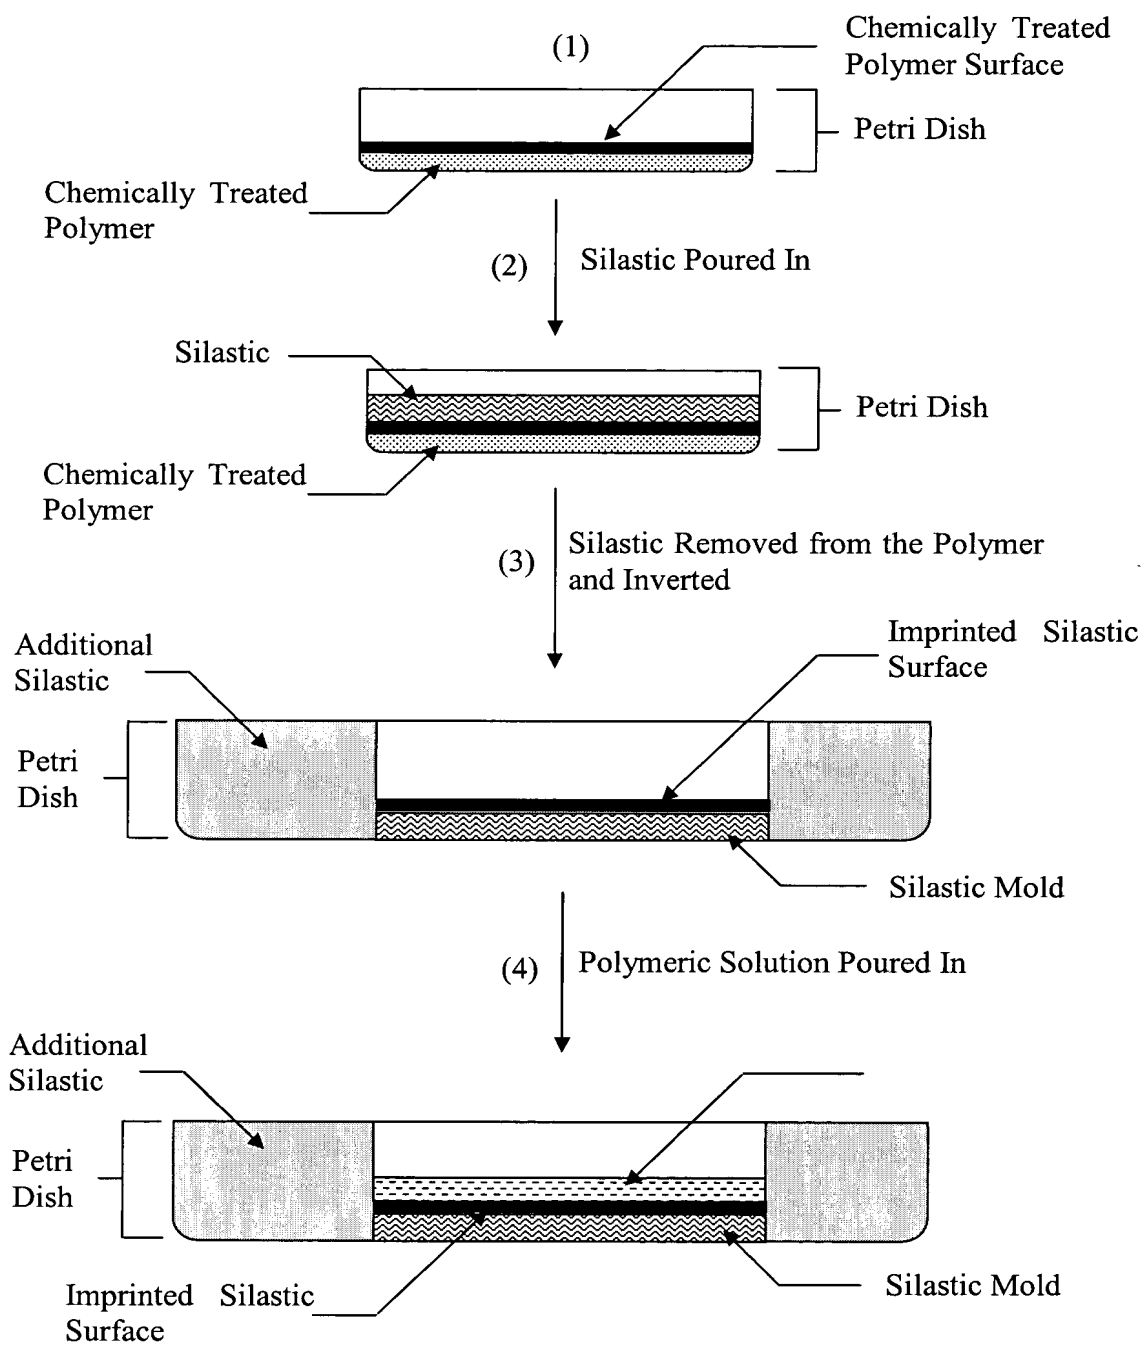 (1)
Chemically Treated
Polymer Surface
Petri Dish
Chemically Treated
Polymer
(2)
Silastic Poured In
Silastic
Petri Dish
Chemically Treated
Polymer
(3)
Silastic Removed from the Polymer
and Inverted
Additional
Silastic
Imprinted Silastic
Surface
Petri
Dish
Silastic Mold
(4)
Polymeric Solution Poured In
Additional
Silastic
Petri
Dish
Silastic Mold
Imprinted Silastic
Surface